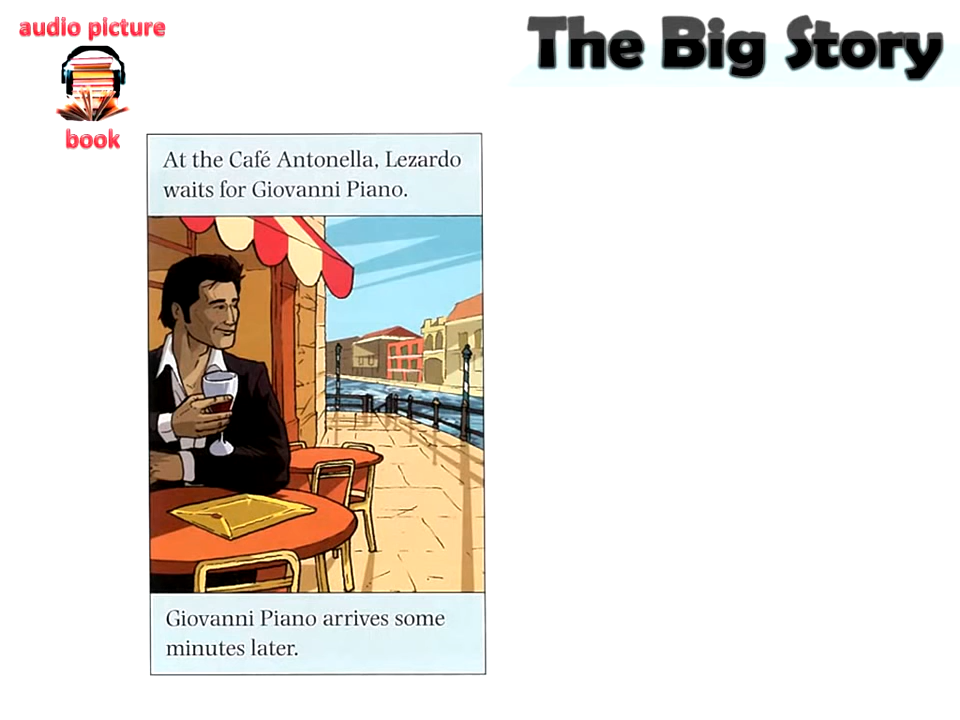 audio picture
book
The Big Story
At the Café Antonella, Lezardo
waits for Giovanni Piano.
Giovanni Piano arrives some
minutes later.